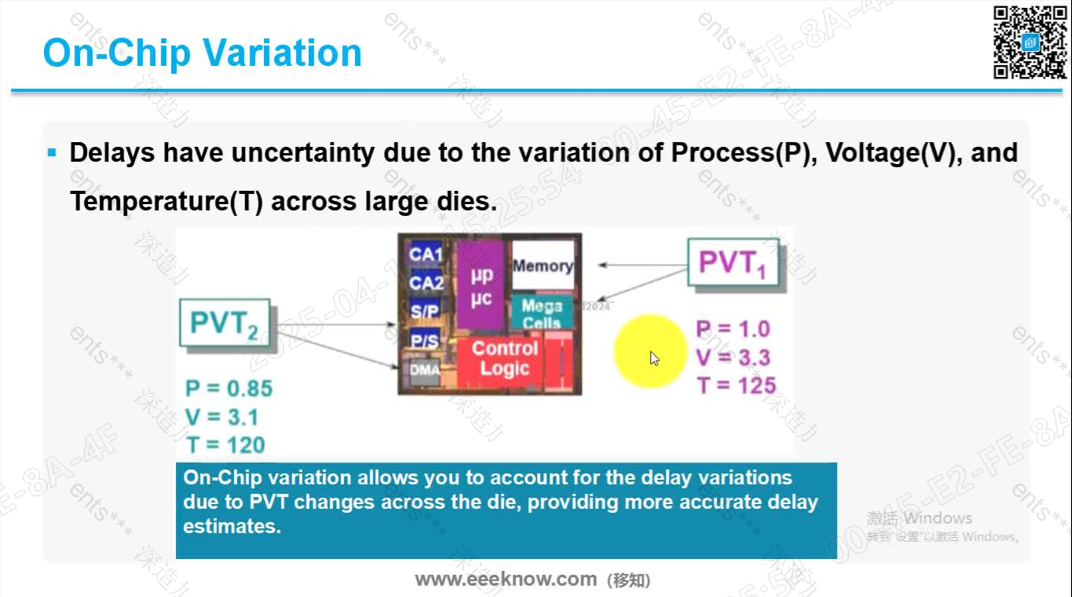 On-Chip Variation
Delays have uncertainty due to the variation of Process(P), Voltage(V), and
Temperature(T) across large dies.
CA1
CA2
S/P
P/S
DMA
μp
μc
Memory
Mega
Cells
Control
Logic
PVT1
P = 1.0
V = 3.3
T = 125
PVT2
P = 0.85
V = 3.1
T = 120
On-Chip variation allows you to account for the delay variations
due to PVT changes across the die, providing more accurate delay
estimates.
激活 Windows
转到"设置"以激活 Windows。
www.eeeknow.com（移知）